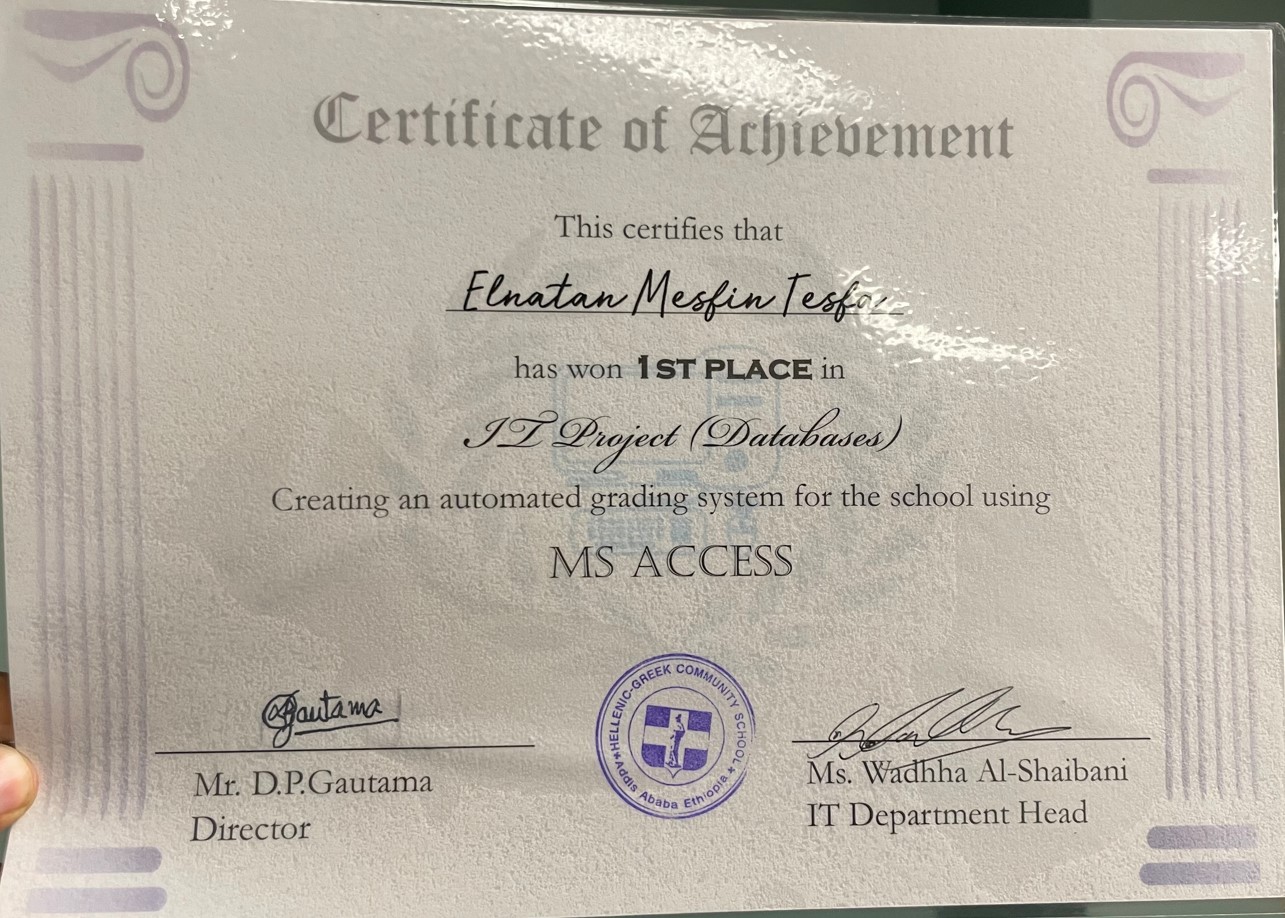 Certificate of Achievement
This certifies that
Elnatan Mesfin
has won 1ST PLACE in
IT Project (Databases)
Creating an automated grading system for the school using
MS ACCESS
Gautama
HELLENIC-GREEK COMMUNITY SCHOOL
Addis Ababa Ethiopia
Mr. D.P.Gautama
Director
Ms. Wadhha Al-Shaibani
IT Department Head